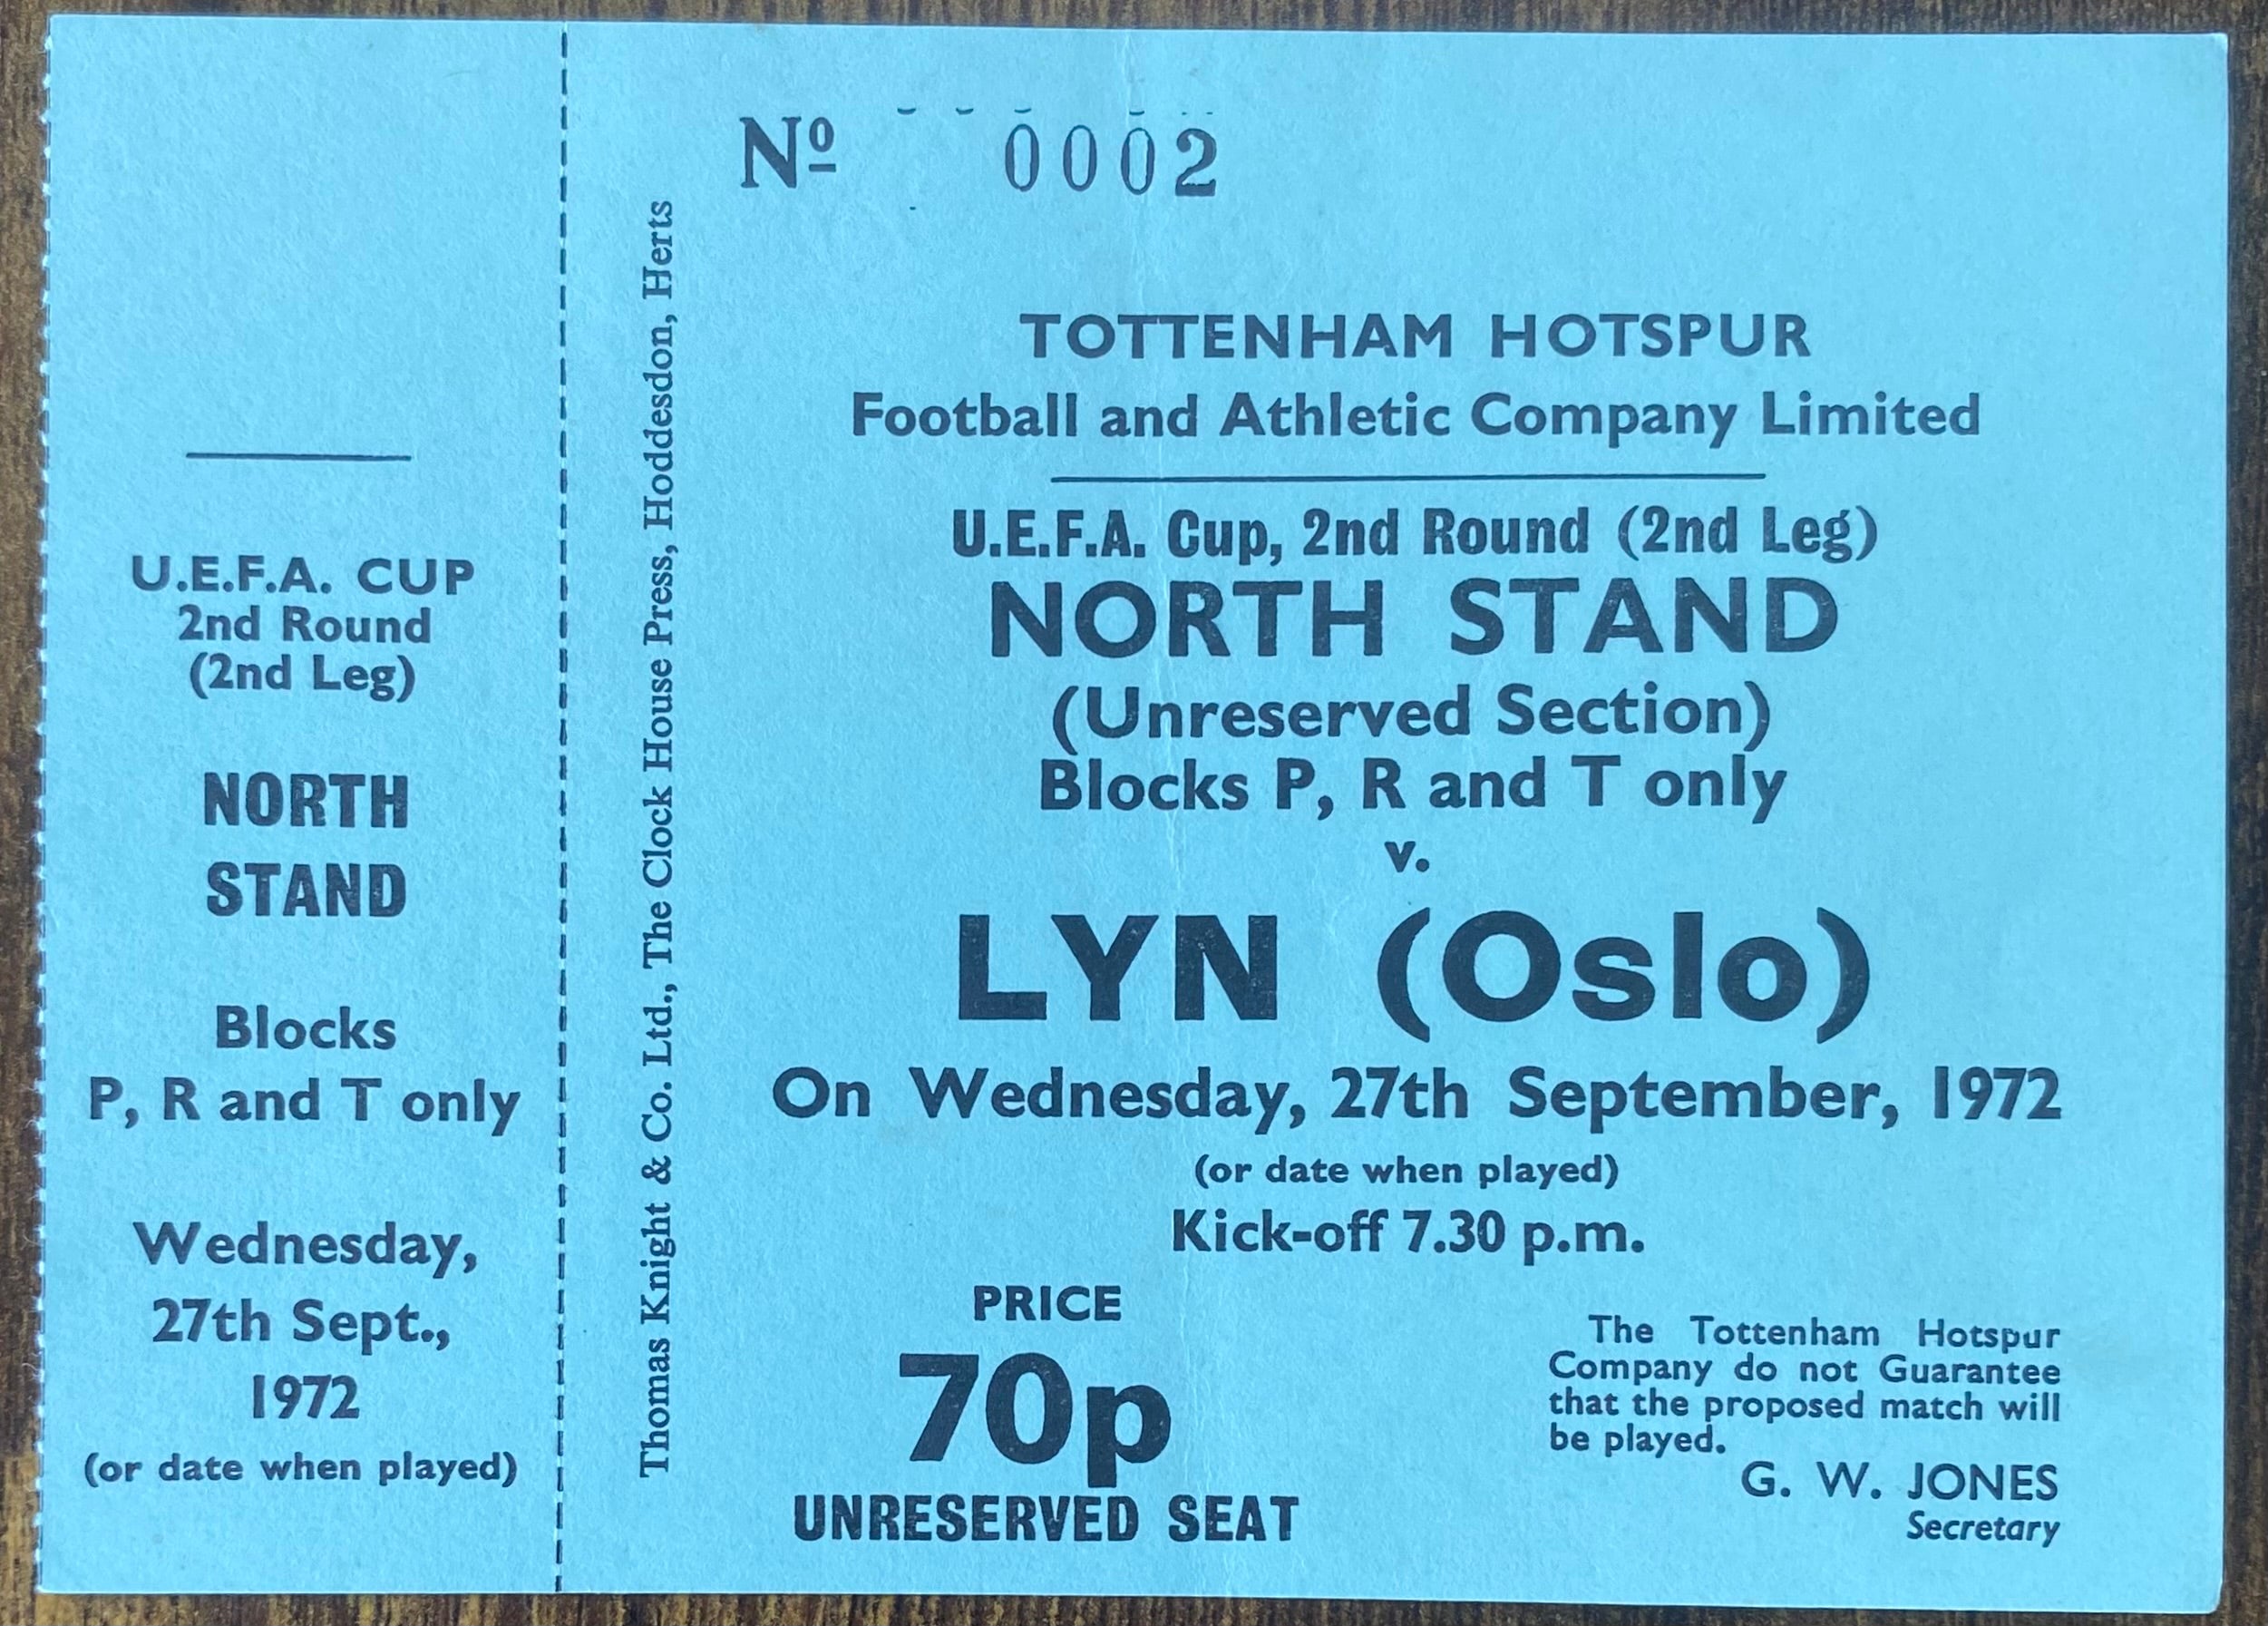 U.E.F.A. CUP
2nd Round
(2nd Leg)
NORTH
STAND
Blocks
P, R and T only
Wednesday,
27th Sept.,
1972
(or date when played)
Thomas Knight & Co. Ltd., The Clock House Press, Hoddesdon, Herts
Nº 0002
TOTTENHAM HOTSPUR
Football and Athletic Company Limited
U.E.F.A. Cup, 2nd Round (2nd Leg)
NORTH STAND
(Unreserved Section)
Blocks P, R and T only
v.
LYN (Oslo)
On Wednesday, 27th September, 1972
(or date when played)
Kick-off 7.30 p.m.
PRICE
70p
UNRESERVED SEAT
The Tottenham Hotspur
Company do not Guarantee
that the proposed match will
be played.
G. W. JONES
Secretary